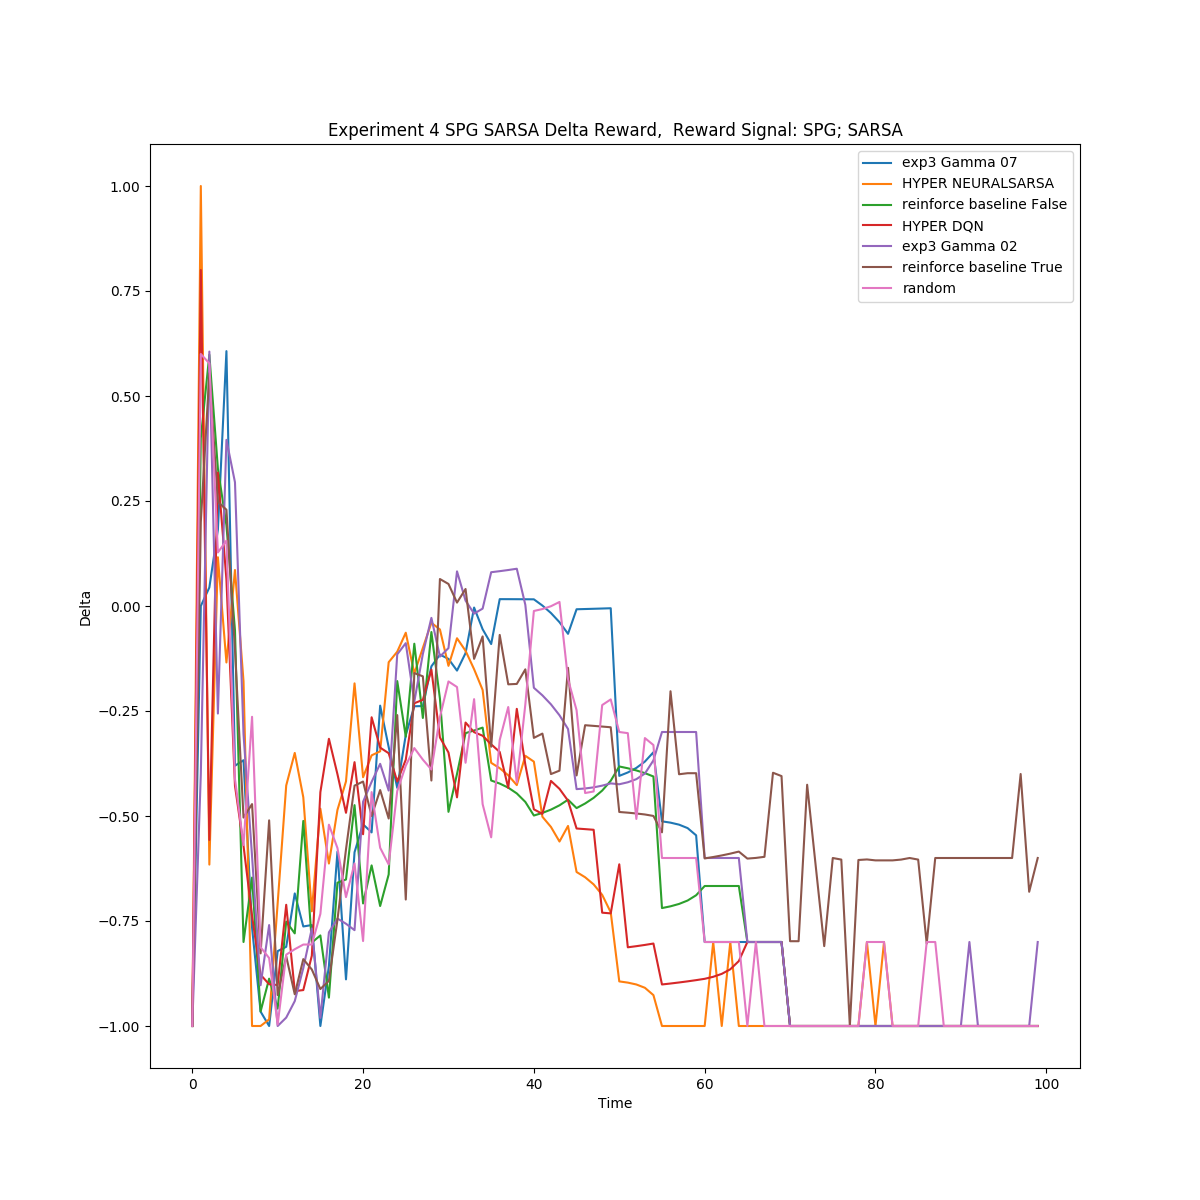 Experiment 4 SPG SARSA Delta Reward,  Reward Signal: SPG; SARSA
exp3 Gamma 07
HYPER NEURALSARSA
reinforce baseline False
HYPER DQN
exp3 Gamma 02
reinforce baseline True
random
1.00
0.75
0.50
0.25
0.00
−0.25
−0.50
−0.75
−1.00
Delta
0 20 40 60 80 100
Time